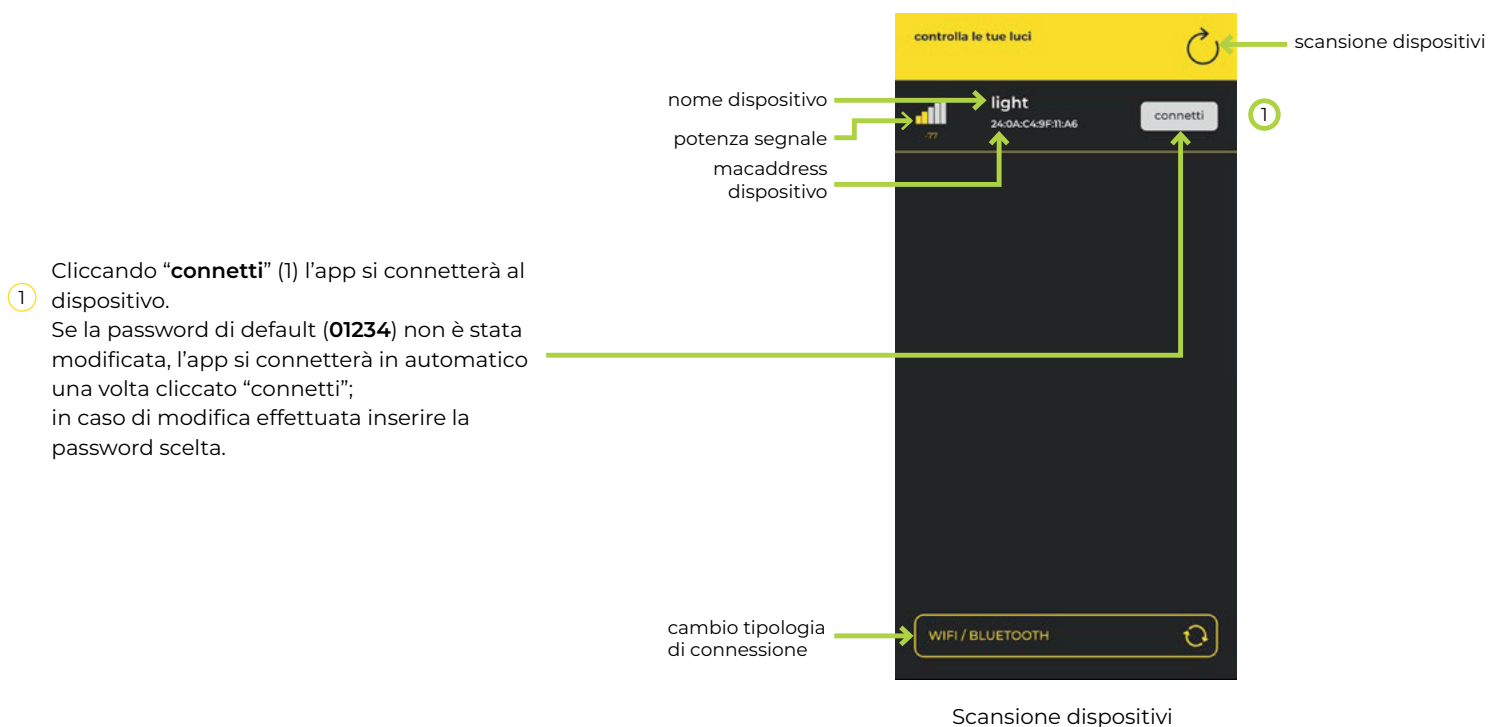 controlla le tue luci
scansione dispositivi
nome dispositivo
light
24:0A:C4:9F:11:A6
connetti
1
potenza segnale
-77
macaddress
dispositivo
1
Cliccando “connetti” (1) l’app si connetterà al
dispositivo.
Se la password di default (01234) non è stata
modificata, l’app si connetterà in automatico
una volta cliccato “connetti”;
in caso di modifica effettuata inserire la
password scelta.
cambio tipologia
di connessione
WIFI / BLUETOOTH
Scansione dispositivi